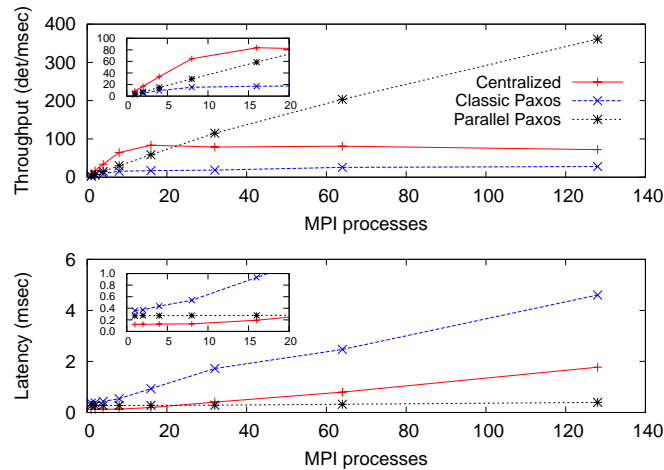 Throughput (det/msec)
400
300
200
100
0
100
80
60
40
20
0
0 5 10 15 20
Centralized
Classic Paxos
Parallel Paxos
0 20 40 60 80 100 120 140
MPI processes
Latency (msec)
6
4
2
0
1.0
0.8
0.6
0.4
0.2
0.0
0 5 10 15 20
0 20 40 60 80 100 120 140
MPI processes